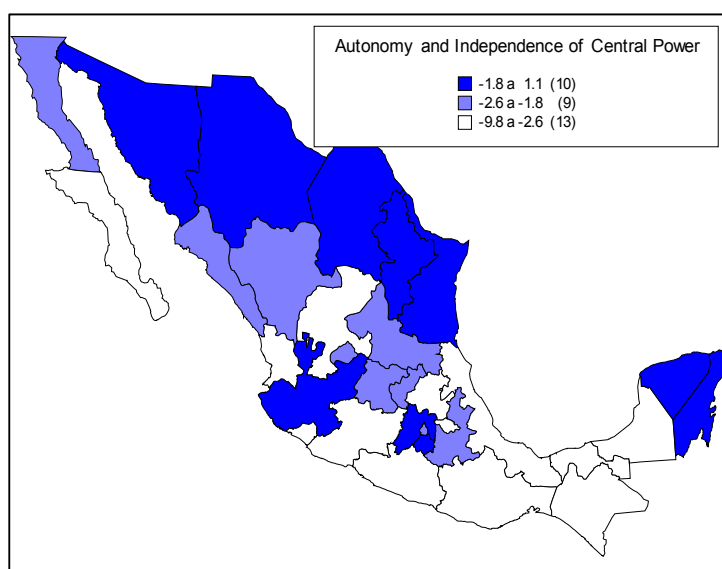 Autonomy and Independence of Central Power
-1.8 a 1.1 (10)
-2.6 a -1.8 (9)
-9.8 a -2.6 (13)